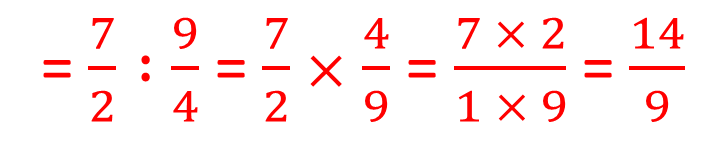 = 7/2 : 9/4 = 7/2 × 4/9 = (7 × 2)/(1 × 9) = 14/9